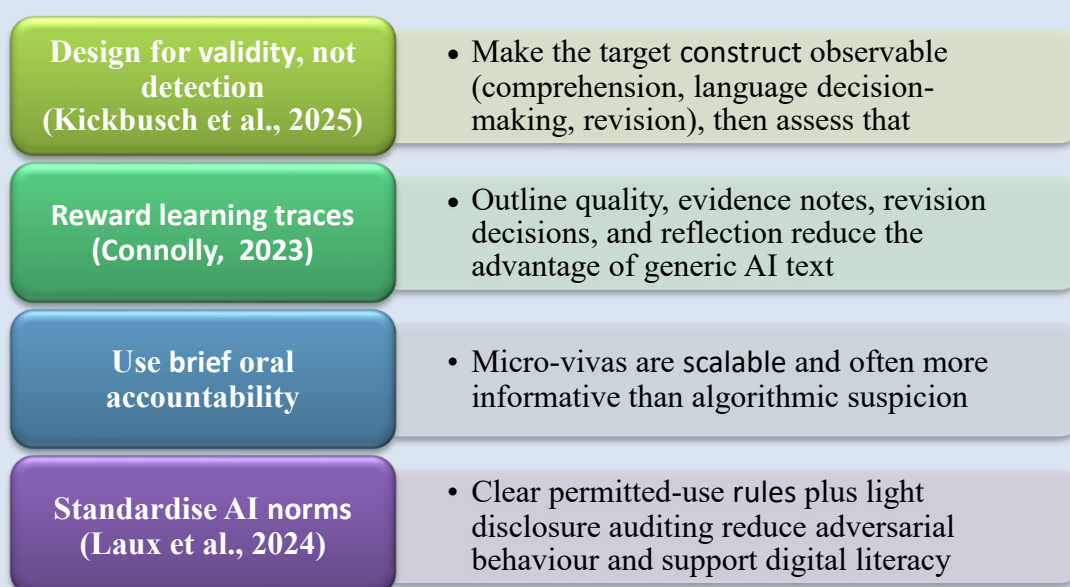 Design for validity, not
detection
(Kickbusch et al., 2025)
• Make the target construct observable
(comprehension, language decision-
making, revision), then assess that
Reward learning traces
(Connolly, 2023)
• Outline quality, evidence notes, revision
decisions, and reflection reduce the
advantage of generic AI text
Use brief oral
accountability
• Micro-vivas are scalable and often more
informative than algorithmic suspicion
Standardise AI norms
(Laux et al., 2024)
• Clear permitted-use rules plus light
disclosure auditing reduce adversarial
behaviour and support digital literacy